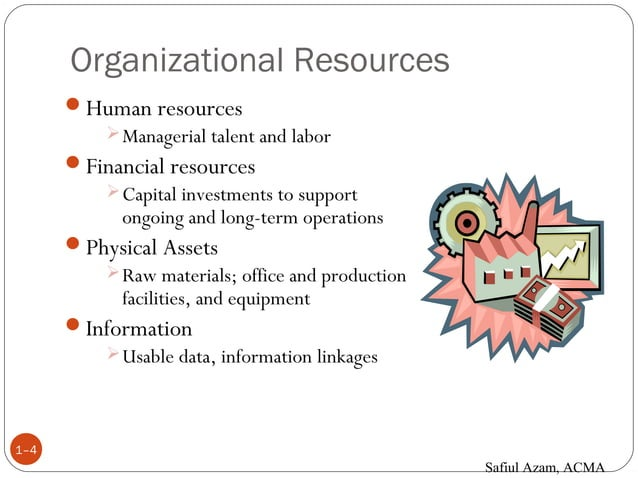 Organizational Resources
Human resources
Managerial talent and labor
Financial resources
Capital investments to support
ongoing and long-term operations
Physical Assets
Raw materials; office and production
facilities, and equipment
Information
Usable data, information linkages
1–4
Safiul Azam, ACMA